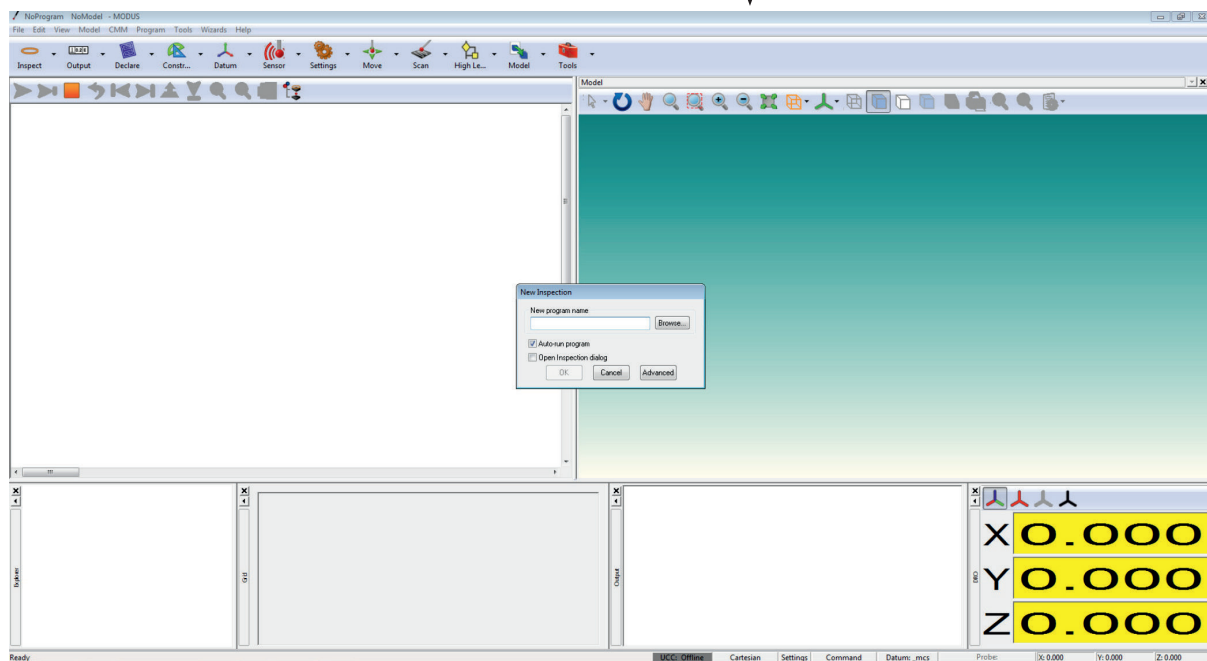 NoProgram NoModel - MODUS
File Edit View Model CMM Program Tools Wizards Help
Inspect Output Declare Constr... Datum Sensor Settings Move Scan High Le... Model Tools
Model
New Inspection
New program name
Browse...
Auto-run program
Open Inspection dialog
OK Cancel Advanced
Explorer
Grid
Output
X 0.000
Y 0.000
Z 0.000
Ready UCC: Offline Cartesian Settings Command Datum: _mcs Probe: X: 0.000 Y: 0.000 Z: 0.000